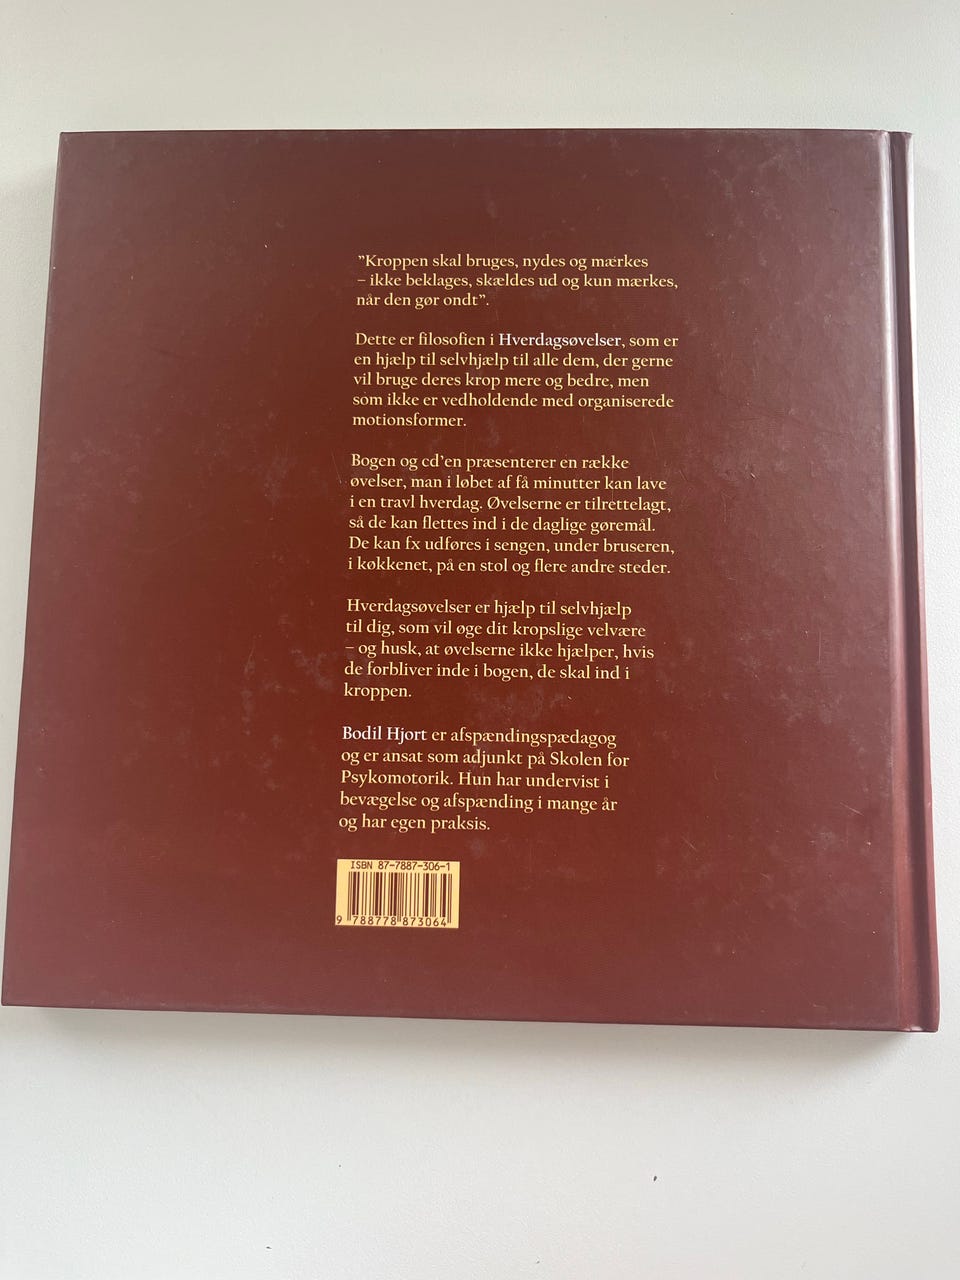 ”Kroppen skal bruges, nydes og mærkes
– ikke beklages, skældes ud og kun mærkes,
når den gør ondt”.
Dette er filosofien i Hverdagsøvelser, som er
en hjælp til selvhjælp til alle dem, der gerne
vil bruge deres krop mere og bedre, men
som ikke er vedholdende med organiserede
motionsformer.
Bogen og cd’en præsenterer en række
øvelser, man i løbet af få minutter kan lave
i en travl hverdag. Øvelserne er tilrettelagt,
så de kan flettes ind i de daglige gøremål.
De kan fx udføres i sengen, under bruseren,
i køkkenet, på en stol og flere andre steder.
Hverdagsøvelser er hjælp til selvhjælp
til dig, som vil øge dit kropslige velvære
– og husk, at øvelserne ikke hjælper, hvis
de forbliver inde i bogen, de skal ind i
kroppen.
Bodil Hjort er afspændingspædagog
og er ansat som adjunkt på Skolen for
Psykomotorik. Hun har undervist i
bevægelse og afspænding i mange år
og har egen praksis.
ISBN 87-7887-306-1
9 788778 873064